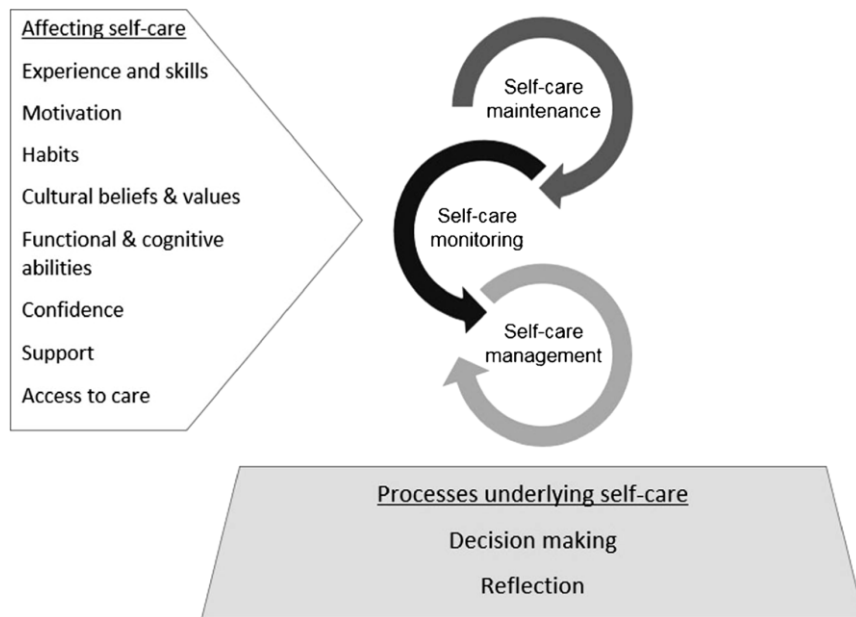 Affecting self-care
Experience and skills
Motivation
Habits
Cultural beliefs & values
Functional & cognitive
abilities
Confidence
Support
Access to care
Self-care
maintenance
Self-care
monitoring
Self-care
management
Processes underlying self-care
Decision making
Reflection